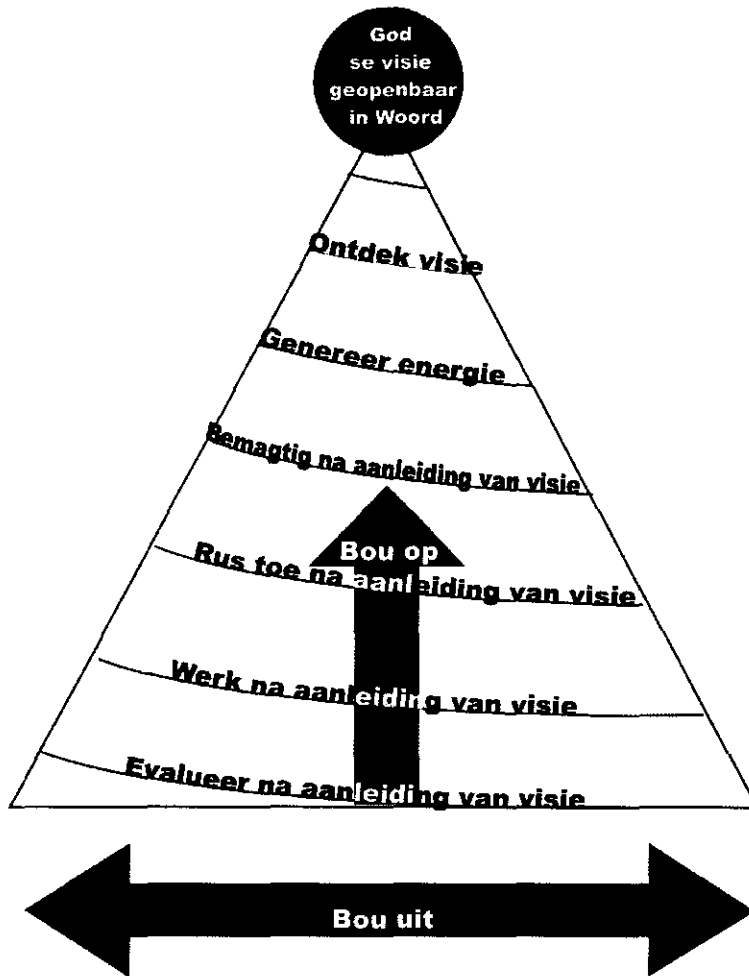 God
se visie
geopenbaar
in Woord
Ontdek visie
Genereer energie
Bemagtig na aanleiding van visie
Bou op
Rus toe na aanleiding van visie
Werk na aanleiding van visie
Evalueer na aanleiding van visie
Bou uit